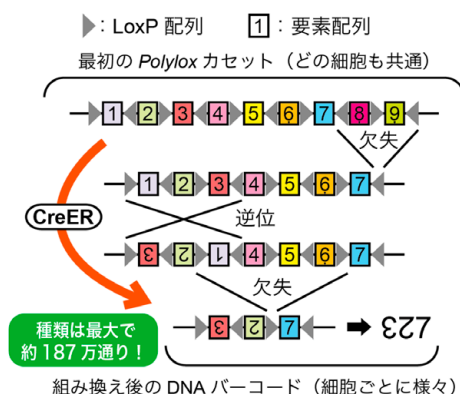 ▶:LoxP 配列 1:要素配列
最初の Polylox カセット(どの細胞も共通)
1 2 3 4 5 6 7 8 9
欠失
1 2 3 4 5 6 7
CreER
逆位
3 2 1 4 5 6 7
欠失
種類は最大で
約187万通り!
3 2 7 ➡ 327
組み換え後の DNA バーコード(細胞ごとに様々)